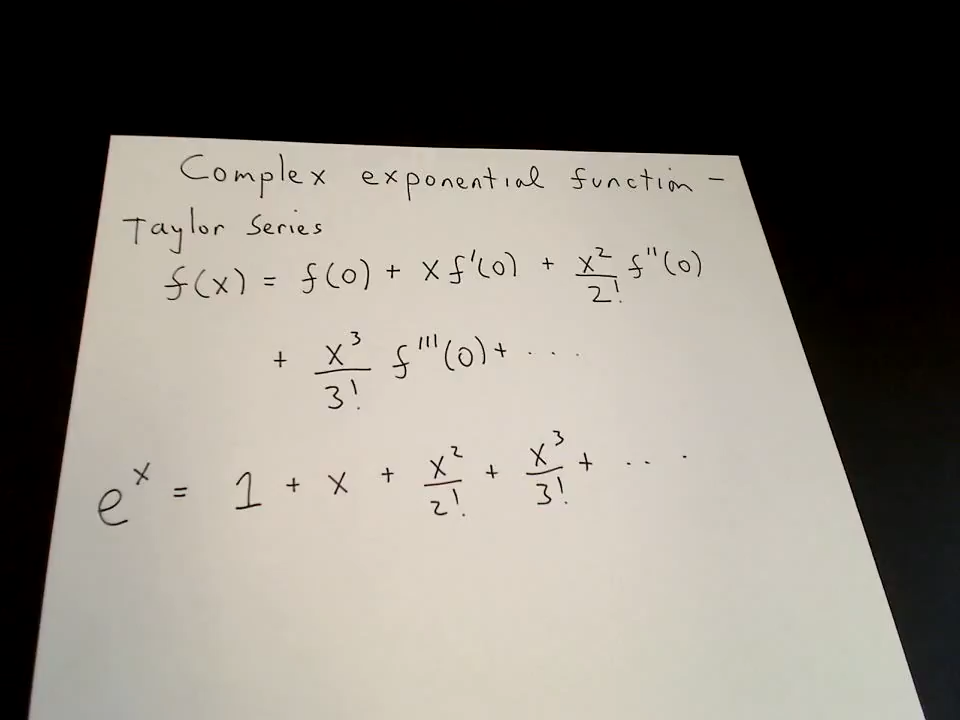 Complex exponential function -
Taylor Series
f(x) = f(0) + x f'(0) + x²/2! f''(0)
+ x³/3! f'''(0) + ...
eˣ = 1 + x + x²/2! + x³/3! + ....